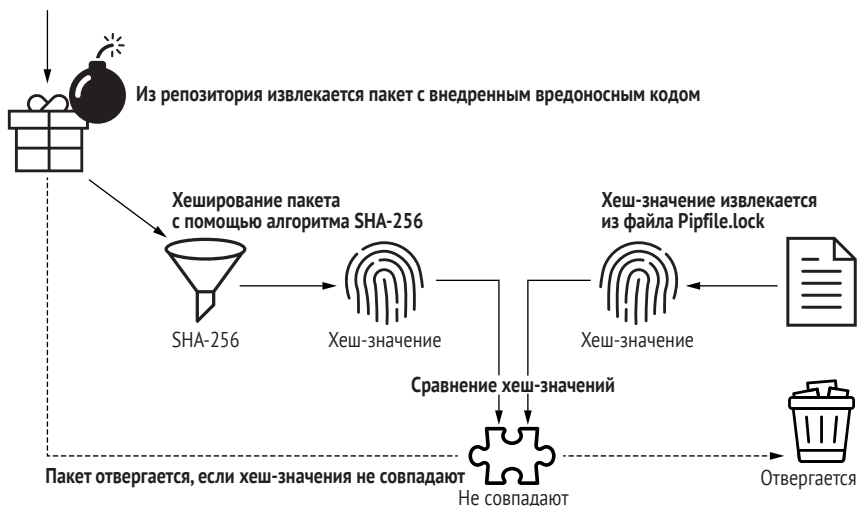 Из репозитория извлекается пакет с внедренным вредоносным кодом
Хеширование пакета
с помощью алгоритма SHA-256
Хеш-значение извлекается
из файла Pipfile.lock
SHA-256
Хеш-значение
Хеш-значение
Сравнение хеш-значений
Пакет отвергается, если хеш-значения не совпадают
Не совпадают
Отвергается